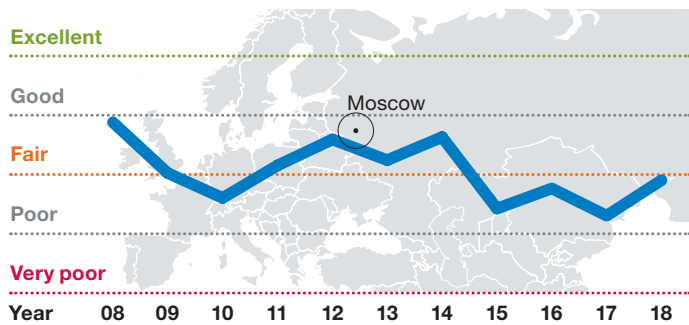 Excellent
Good
Moscow
Fair
Poor
Very poor
Year 08 09 10 11 12 13 14 15 16 17 18